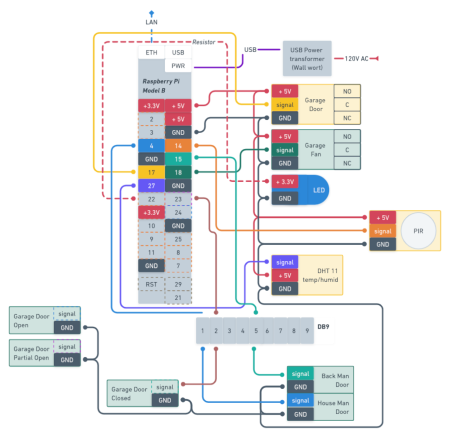 LAN
Resistor
ETH USB
PWR
Raspberry Pi
Model B
+3.3V + 5V
2 + 5V
3 GND
4 14
GND 15
17 18
27 GND
22 23
+3.3V 24
10 GND
9 25
11 8
GND 7
RST 29
21
USB
USB Power
transformer
(Wall wort)
120V AC
+ 5V
signal
GND
Garage
Door
NO
C
NC
+ 5V
signal
GND
Garage
Fan
NO
C
NC
+ 3.3V
GND
LED
+ 5V
signal
GND
PIR
signal
+ 5V
GND
DHT 11
temp/humid
1 2 3 4 5 6 7 8 9
DB9
Garage Door
Open
signal
GND
Garage Door
Partial Open
signal
GND
Garage Door
Closed
signal
GND
signal
GND
Back Man
Door
signal
GND
House Man
Door